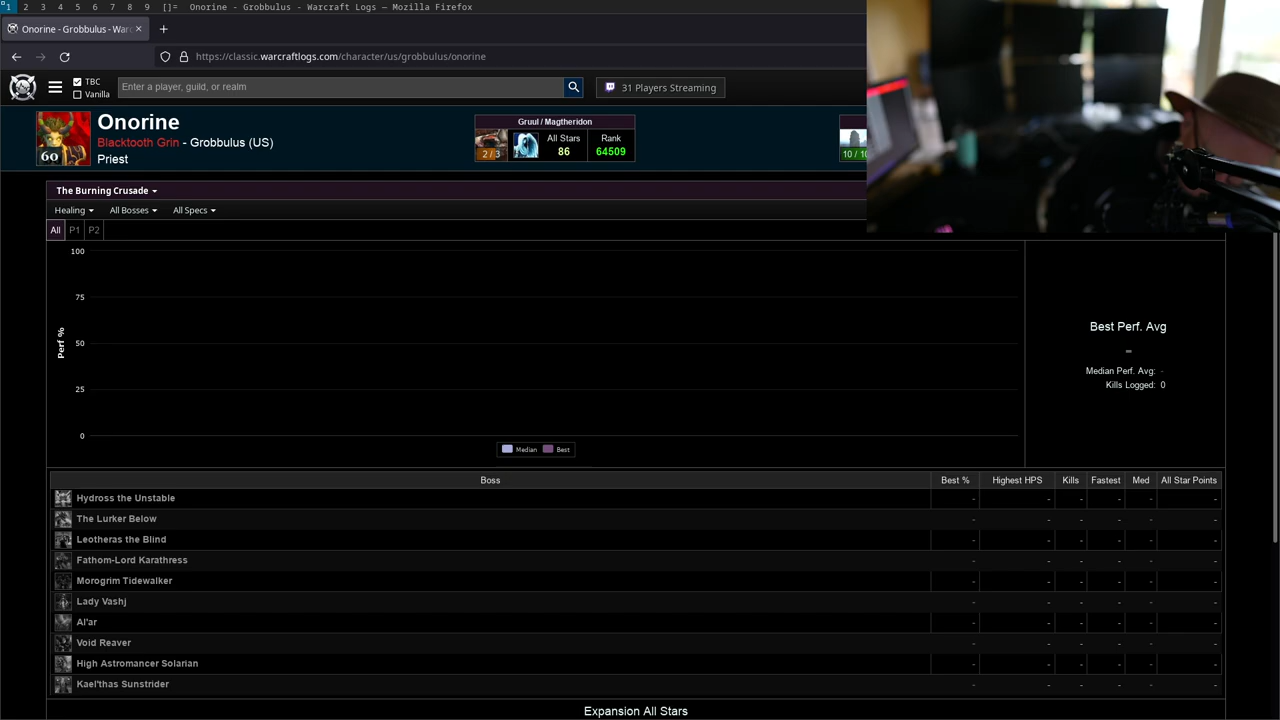 1 2 3 4 5 6 7 8 9 []= Onorine - Grobbulus - Warcraft Logs — Mozilla Firefox
Onorine - Grobbulus - Warc
https://classic.warcraftlogs.com/character/us/grobbulus/onorine
TBC
Vanilla
Enter a player, guild, or realm
31 Players Streaming
Onorine
Blacktooth Grin - Grobbulus (US)
Priest
60
Gruul / Magtheridon
2 / 3
All Stars
86
Rank
64509
10 / 10
The Burning Crusade
Healing All Bosses All Specs
All P1 P2
100
75
50
25
0
Perf %
Median Best
Best Perf. Avg
-
Median Perf. Avg: -
Kills Logged: 0
Boss Best % Highest HPS Kills Fastest Med All Star Points
Hydross the Unstable - - - - - -
The Lurker Below - - - - - -
Leotheras the Blind - - - - - -
Fathom-Lord Karathress - - - - - -
Morogrim Tidewalker - - - - - -
Lady Vashj - - - - - -
Al'ar - - - - - -
Void Reaver - - - - - -
High Astromancer Solarian - - - - - -
Kael'thas Sunstrider - - - - - -
Expansion All Stars